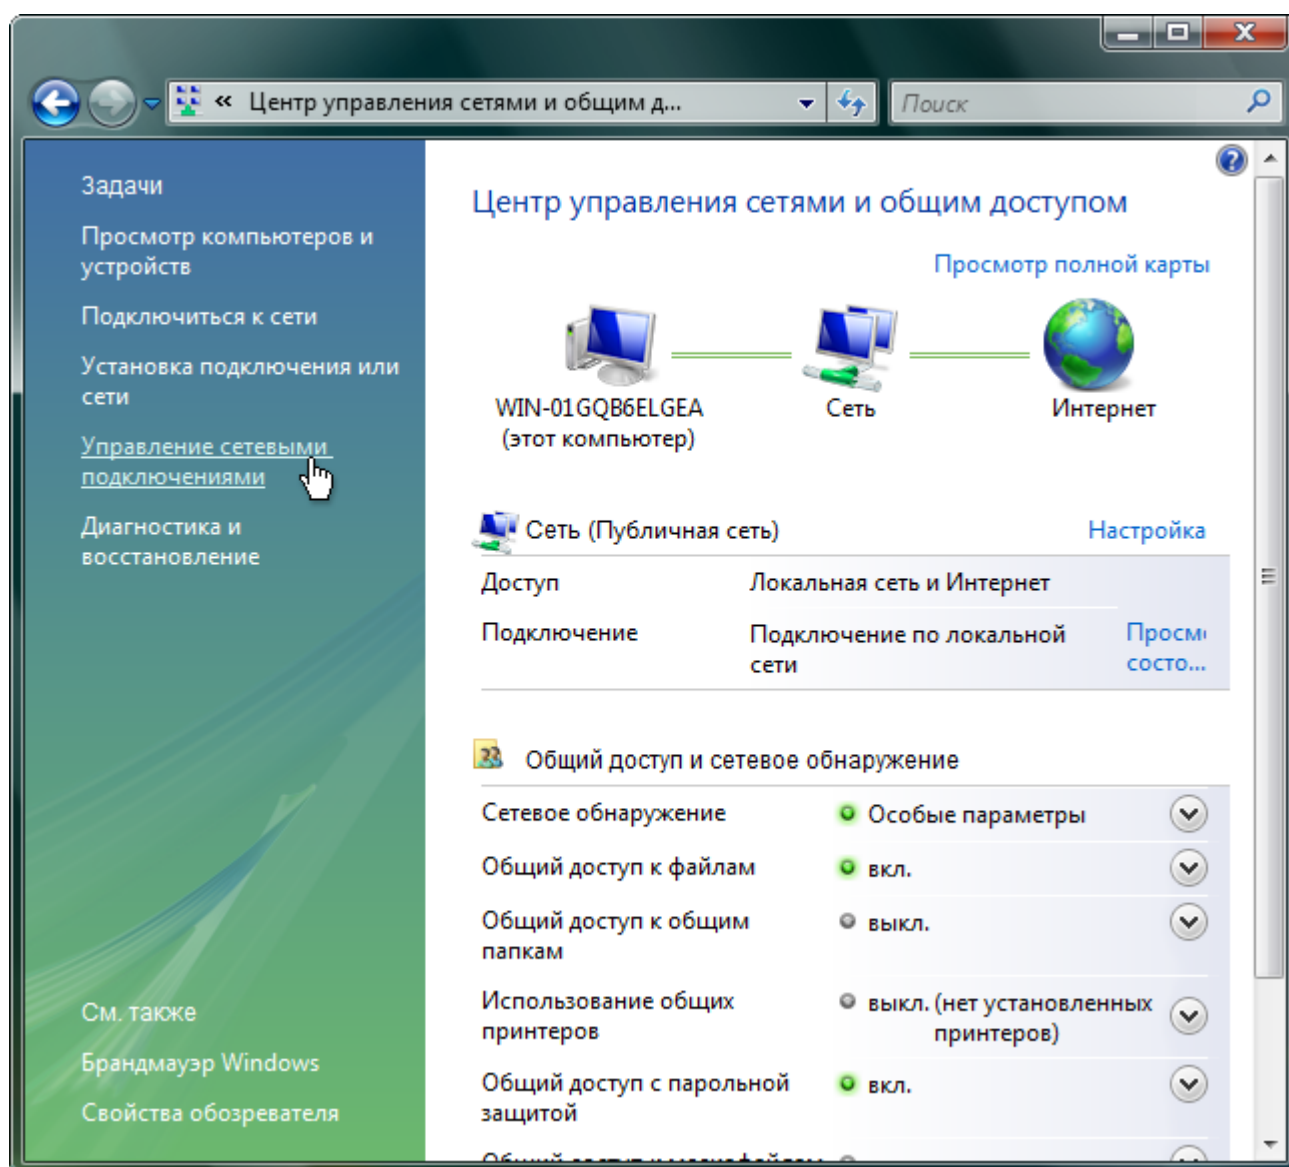 « Центр управления сетями и общим д...
Поиск
Задачи
Просмотр компьютеров и
устройств
Подключиться к сети
Установка подключения или
сети
Управление сетевыми
подключениями
Диагностика и
восстановление
См. также
Брандмауэр Windows
Свойства обозревателя
Центр управления сетями и общим доступом
Просмотр полной карты
WIN-01GQB6ELGEA
(этот компьютер)
Сеть
Интернет
Сеть (Публичная сеть) Настройка
Доступ Локальная сеть и Интернет
Подключение Подключение по локальной
сети
состо...
Общий доступ и сетевое обнаружение
Сетевое обнаружение Особые параметры
Общий доступ к файлам вкл.
Общий доступ к общим выкл.
папкам
Использование общих выкл. (нет установленных
принтеров принтеров)
Общий доступ с парольной вкл.
защитой